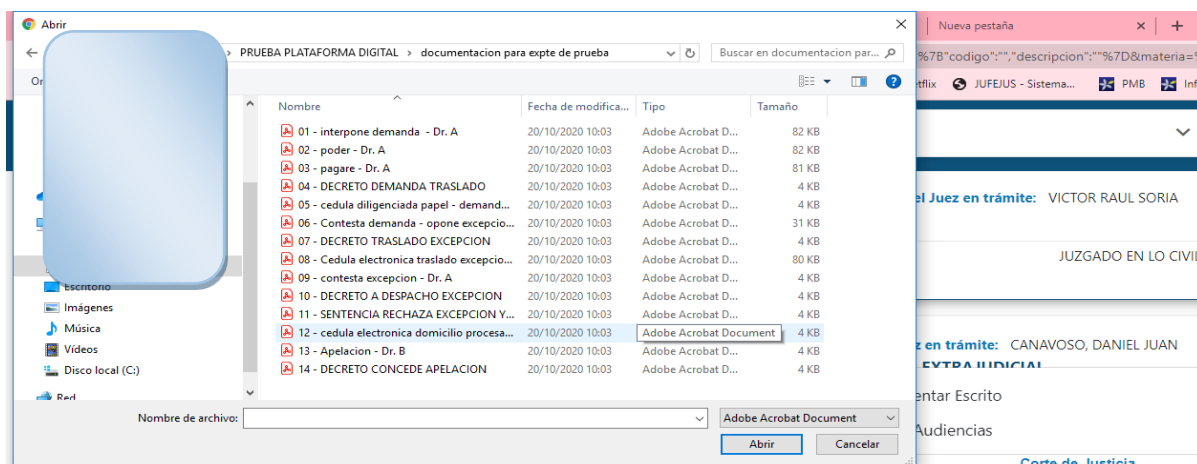 Abrir
Nueva pestaña
PRUEBA PLATAFORMA DIGITAL > documentacion para expte de prueba
Buscar en documentacion par...
%7B"codigo":"","descripcion":""%7D&materia=
Or
JUFEJUS - Sistema... PMB Inf
Nombre Fecha de modifica... Tipo Tamaño
01 - interpone demanda - Dr. A 20/10/2020 10:03 Adobe Acrobat D... 82 KB
02 - poder - Dr. A 20/10/2020 10:03 Adobe Acrobat D... 82 KB
03 - pagare - Dr. A 20/10/2020 10:03 Adobe Acrobat D... 81 KB
04 - DECRETO DEMANDA TRASLADO 20/10/2020 10:03 Adobe Acrobat D... 4 KB
05 - cedula diligenciada papel - demand... 20/10/2020 10:03 Adobe Acrobat D... 4 KB
06 - Contesta demanda - opone excepcio... 20/10/2020 10:03 Adobe Acrobat D... 31 KB
07 - DECRETO TRASLADO EXCEPCION 20/10/2020 10:03 Adobe Acrobat D... 4 KB
08 - Cedula electronica traslado excepcio... 20/10/2020 10:03 Adobe Acrobat D... 80 KB
09 - contesta excepcion - Dr. A 20/10/2020 10:03 Adobe Acrobat D... 4 KB
10 - DECRETO A DESPACHO EXCEPCION 20/10/2020 10:03 Adobe Acrobat D... 4 KB
11 - SENTENCIA RECHAZA EXCEPCION Y... 20/10/2020 10:03 Adobe Acrobat D... 4 KB
12 - cedula electronica domicilio procesa... 20/10/2020 10:03 Adobe Acrobat Document 4 KB
13 - Apelacion - Dr. B 20/10/2020 10:03 Adobe Acrobat D... 4 KB
14 - DECRETO CONCEDE APELACION 20/10/2020 10:03 Adobe Acrobat D... 4 KB
Escritorio
Imágenes
Música
Vídeos
Disco local (C:)
Red
Nombre de archivo: Adobe Acrobat Document
Abrir Cancelar
el Juez en trámite: VICTOR RAUL SORIA
JUZGADO EN LO CIVIL
en trámite: CANAVOSO, DANIEL JUAN
EXTRAJUDICIAL
entar Escrito
Audiencias
Corte de Justicia